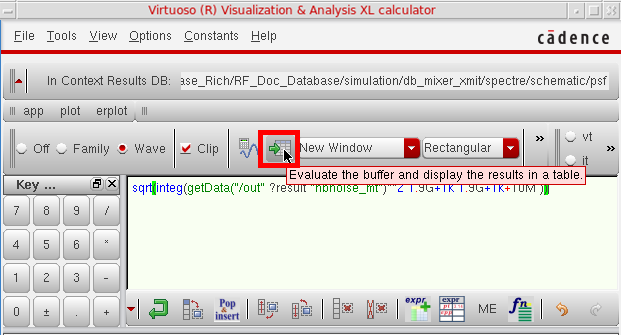 Virtuoso (R) Visualization & Analysis XL calculator
File Tools View Options Constants Help
cādence
In Context Results DB: ase_Rich/RF_Doc_Database/simulation/db_mixer_xmit/spectre/schematic/psf
app plot erplot
Off Family Wave Clip New Window Rectangular » » vt
it
Evaluate the buffer and display the results in a table.
Key ...
sqrt(integ(getData("/out" ?result "hbnoise_mt")**2 1.9G+1K 1.9G+1K+10M ))
7 8 9 /
4 5 6 *
1 2 3 -
0 ± . +
Pop & insert
expr
expr
ME
fn